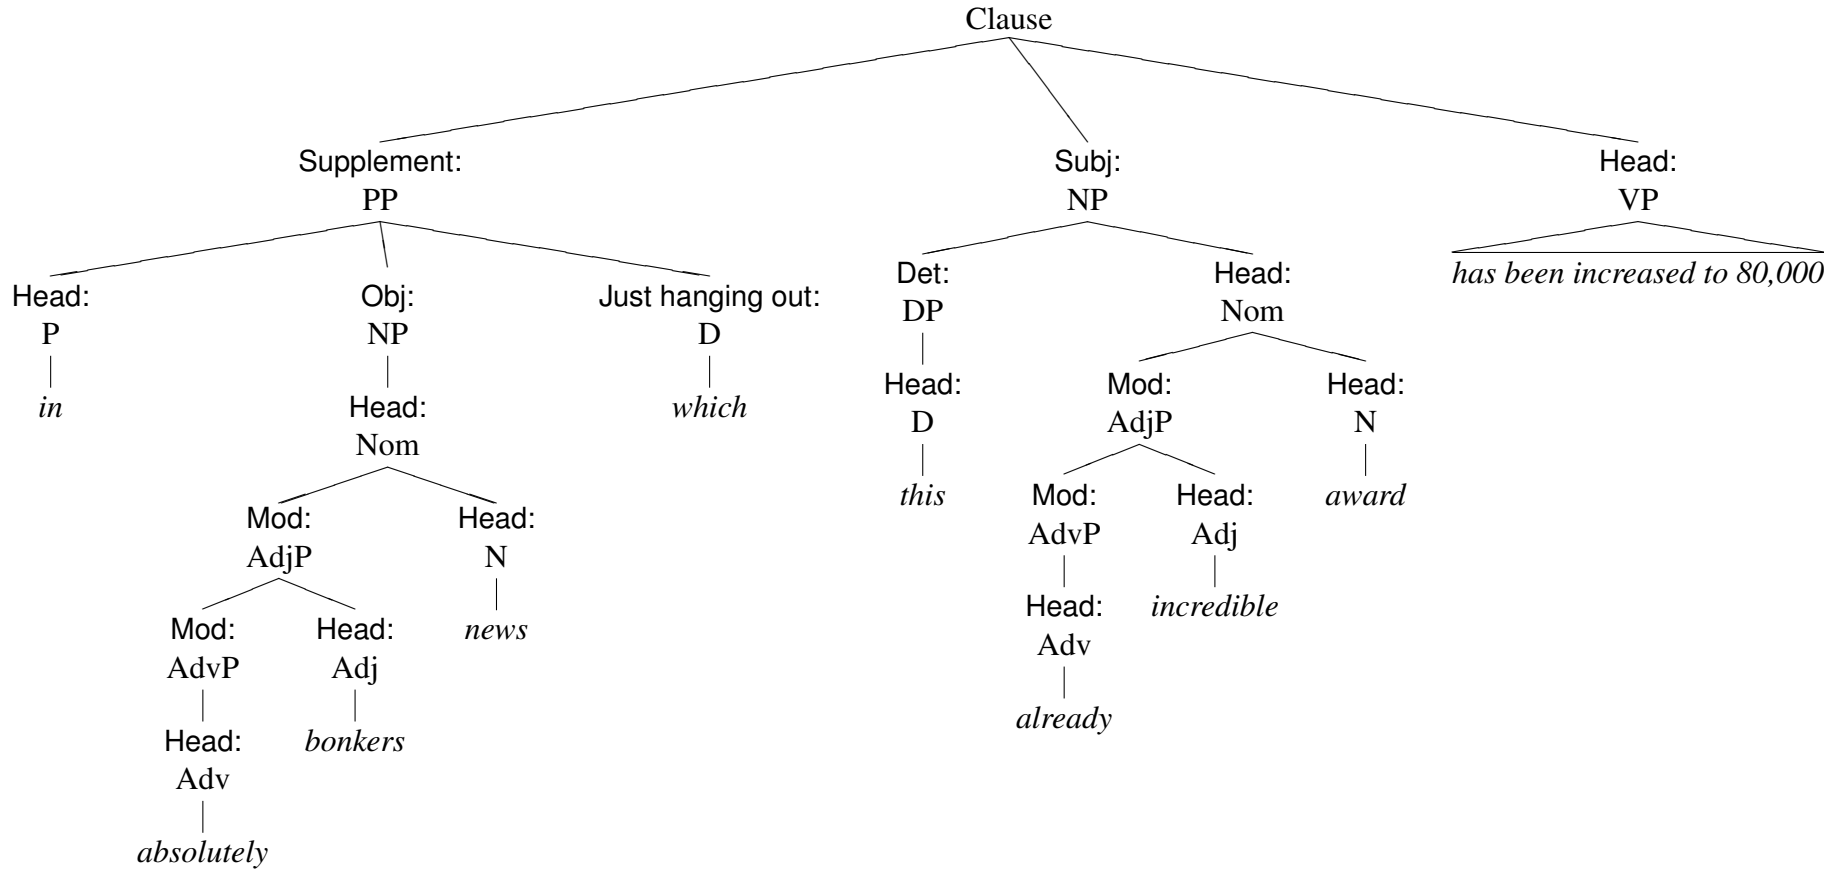 Clause
Supplement: Subj: Head:
PP NP VP
Head: Obj: Just hanging out: Det: Head: has been increased to 80,000
P NP D DP Nom
in Head: which Head: Mod: Head:
Nom D AdjP N
Mod: Head: this Mod: Head: award
AdjP N AdvP Adj
Mod: Head: news Head: incredible
AdvP Adj Adv
Head: bonkers already
Adv
absolutely